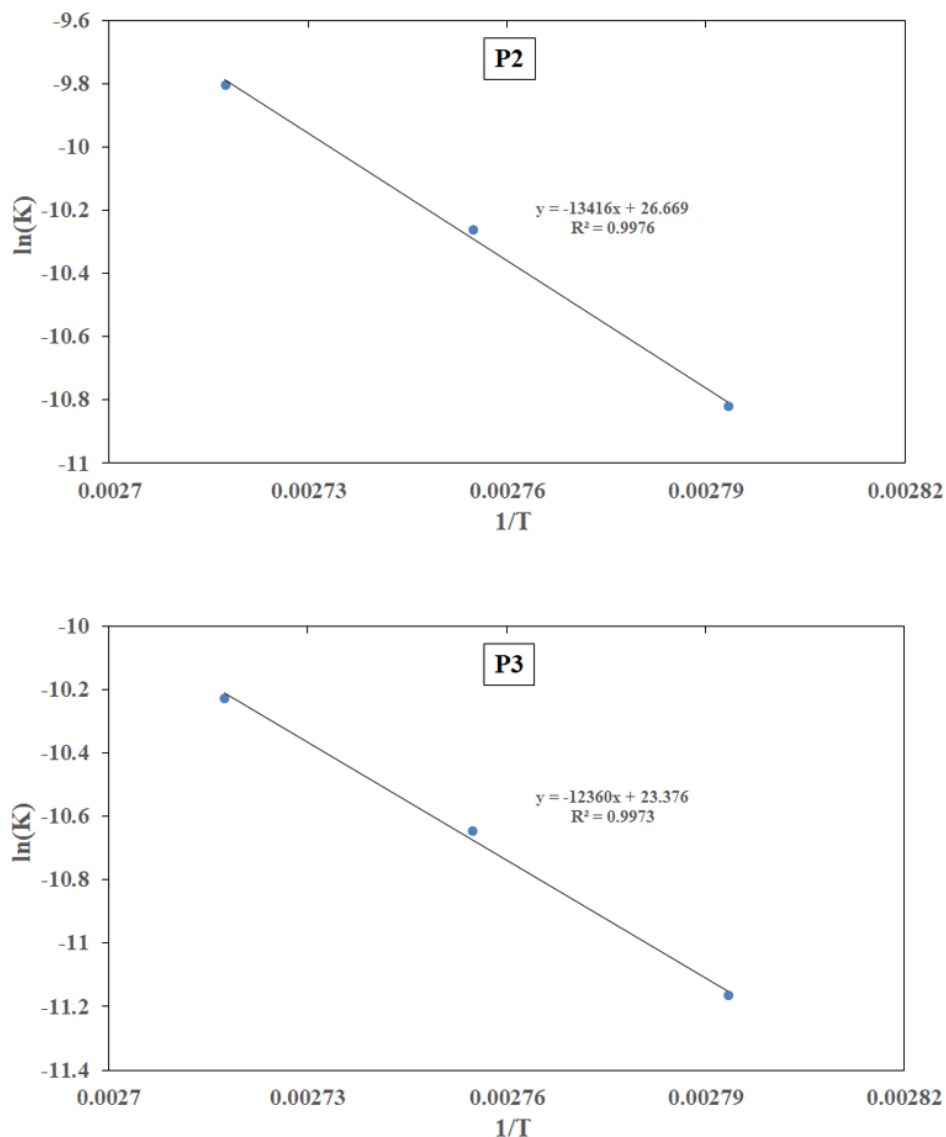 P2
-9.6
-9.8
-10
-10.2
-10.4
-10.6
-10.8
-11
ln(K)
y = -13416x + 26.669
R² = 0.9976
0.0027 0.00273 0.00276 0.00279 0.00282
1/T
P3
-10
-10.2
-10.4
-10.6
-10.8
-11
-11.2
-11.4
ln(K)
y = -12360x + 23.376
R² = 0.9973
0.0027 0.00273 0.00276 0.00279 0.00282
1/T